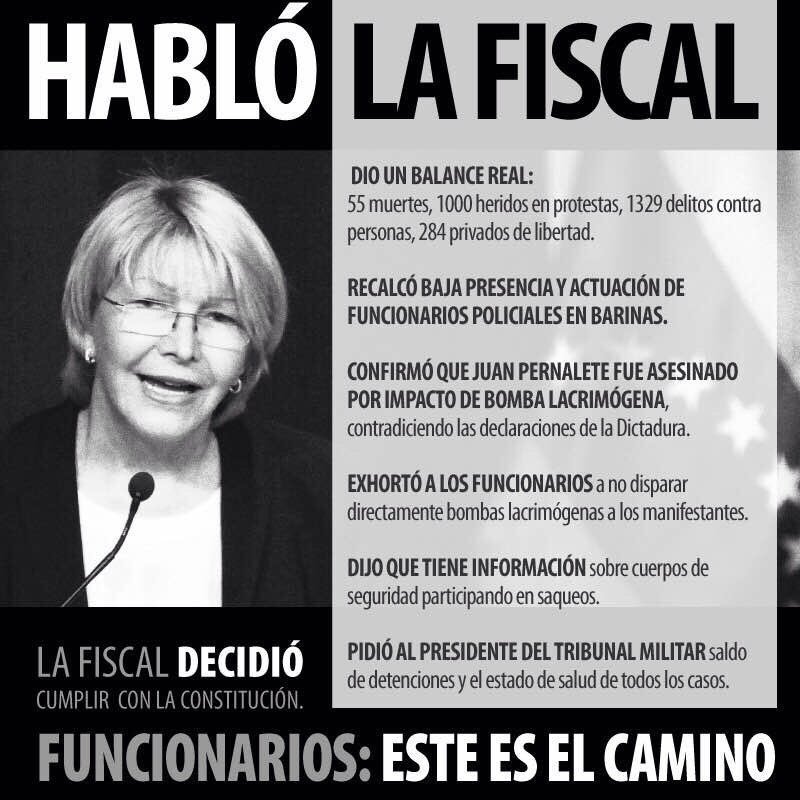 HABLÓ LA FISCAL
DIO UN BALANCE REAL:
55 muertes, 1000 heridos en protestas, 1329 delitos contra
personas, 284 privados de libertad.
RECALCÓ BAJA PRESENCIA Y ACTUACIÓN DE
FUNCIONARIOS POLICIALES EN BARINAS.
CONFIRMÓ QUE JUAN PERNALETE FUE ASESINADO
POR IMPACTO DE BOMBA LACRIMÓGENA,
contradiciendo las declaraciones de la Dictadura.
EXHORTÓ A LOS FUNCIONARIOS a no disparar
directamente bombas lacrimógenas a los manifestantes.
DIJO QUE TIENE INFORMACIÓN sobre cuerpos de
seguridad participando en saqueos.
PIDIÓ AL PRESIDENTE DEL TRIBUNAL MILITAR saldo
de detenciones y el estado de salud de todos los casos.
LA FISCAL DECIDIÓ
CUMPLIR CON LA CONSTITUCIÓN.
FUNCIONARIOS: ESTE ES EL CAMINO